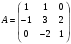 A = ( 1 1 0
-1 3 2
0 -2 1 )